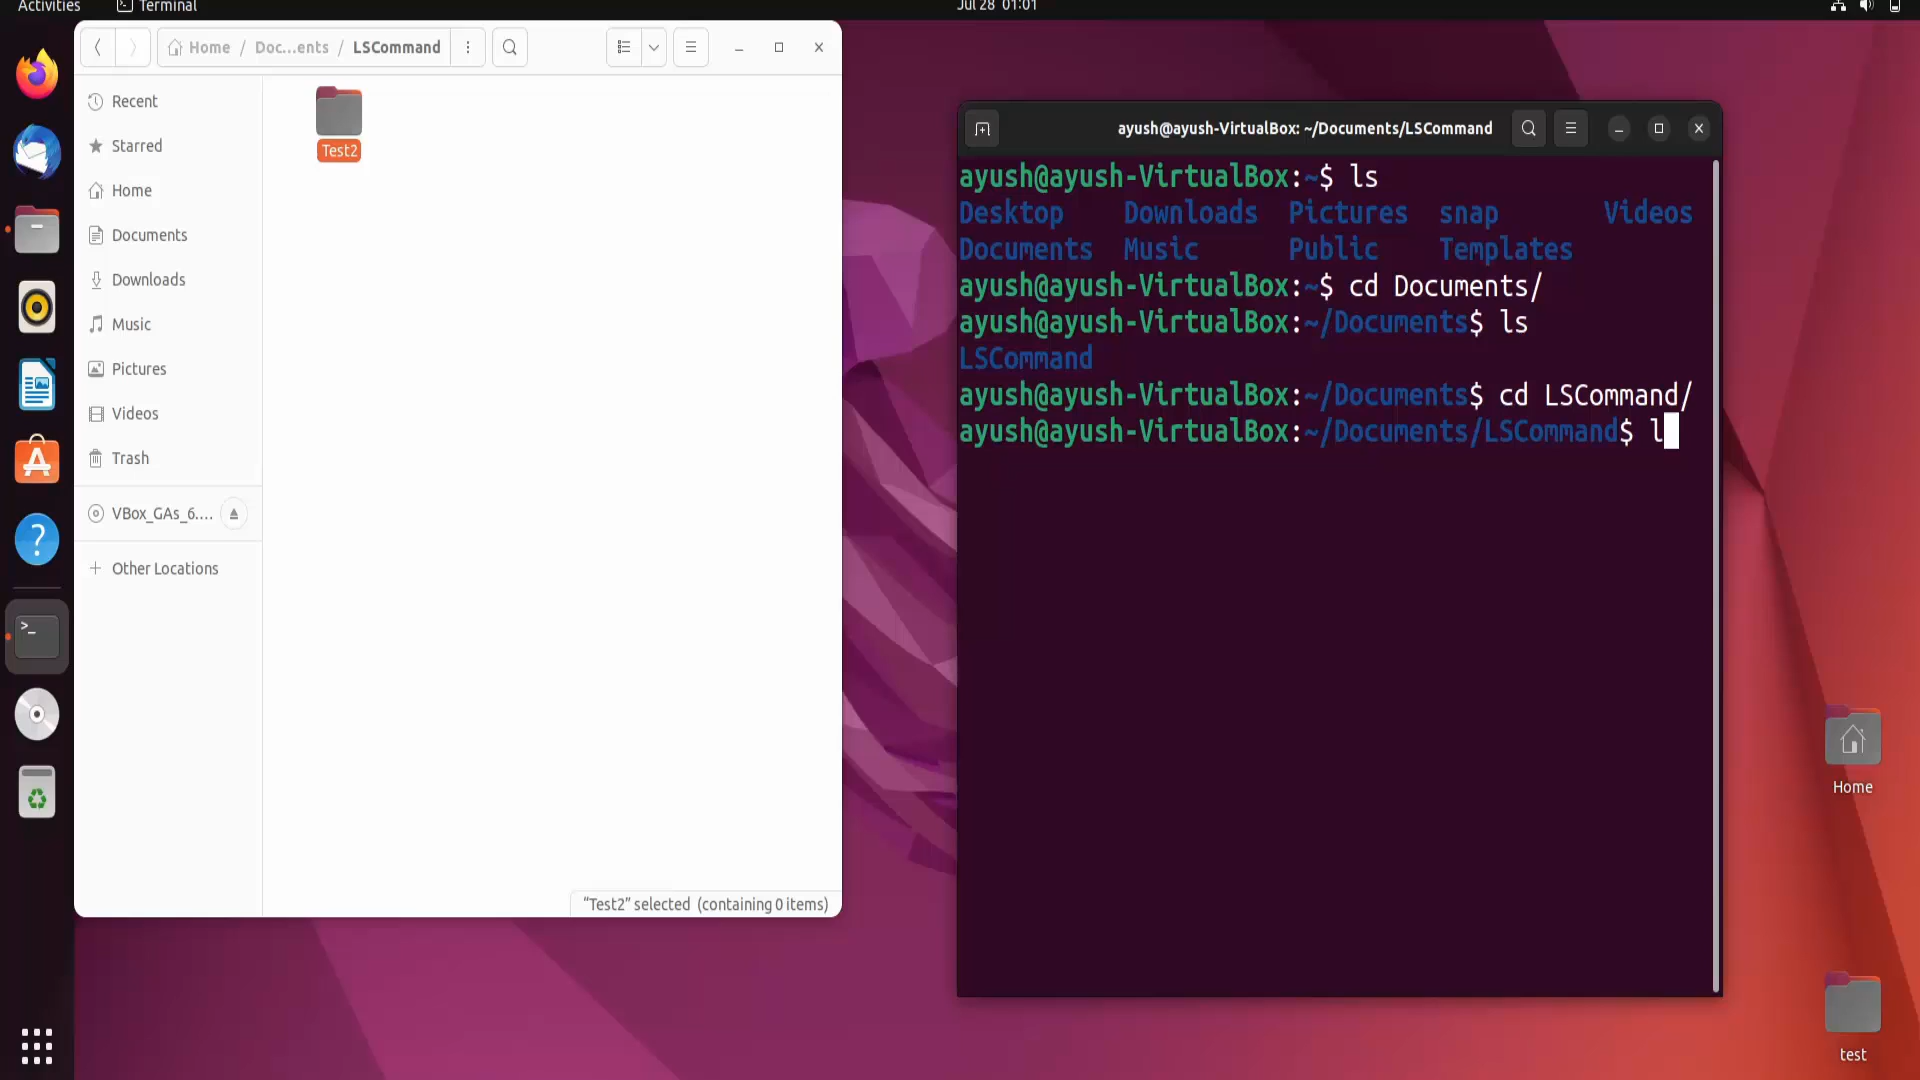 Activities Terminal Jul 28 01:01
Home / Doc...ents / LSCommand
Recent
Starred
Home
Documents
Downloads
Music
Pictures
Videos
Trash
VBox_GAs_6....
+ Other Locations
Test2
"Test2" selected (containing 0 items)
ayush@ayush-VirtualBox: ~/Documents/LSCommand
ayush@ayush-VirtualBox:~$ ls
Desktop Downloads Pictures snap Videos
Documents Music Public Templates
ayush@ayush-VirtualBox:~$ cd Documents/
ayush@ayush-VirtualBox:~/Documents$ ls
LSCommand
ayush@ayush-VirtualBox:~/Documents$ cd LSCommand/
ayush@ayush-VirtualBox:~/Documents/LSCommand$ l
Home
test